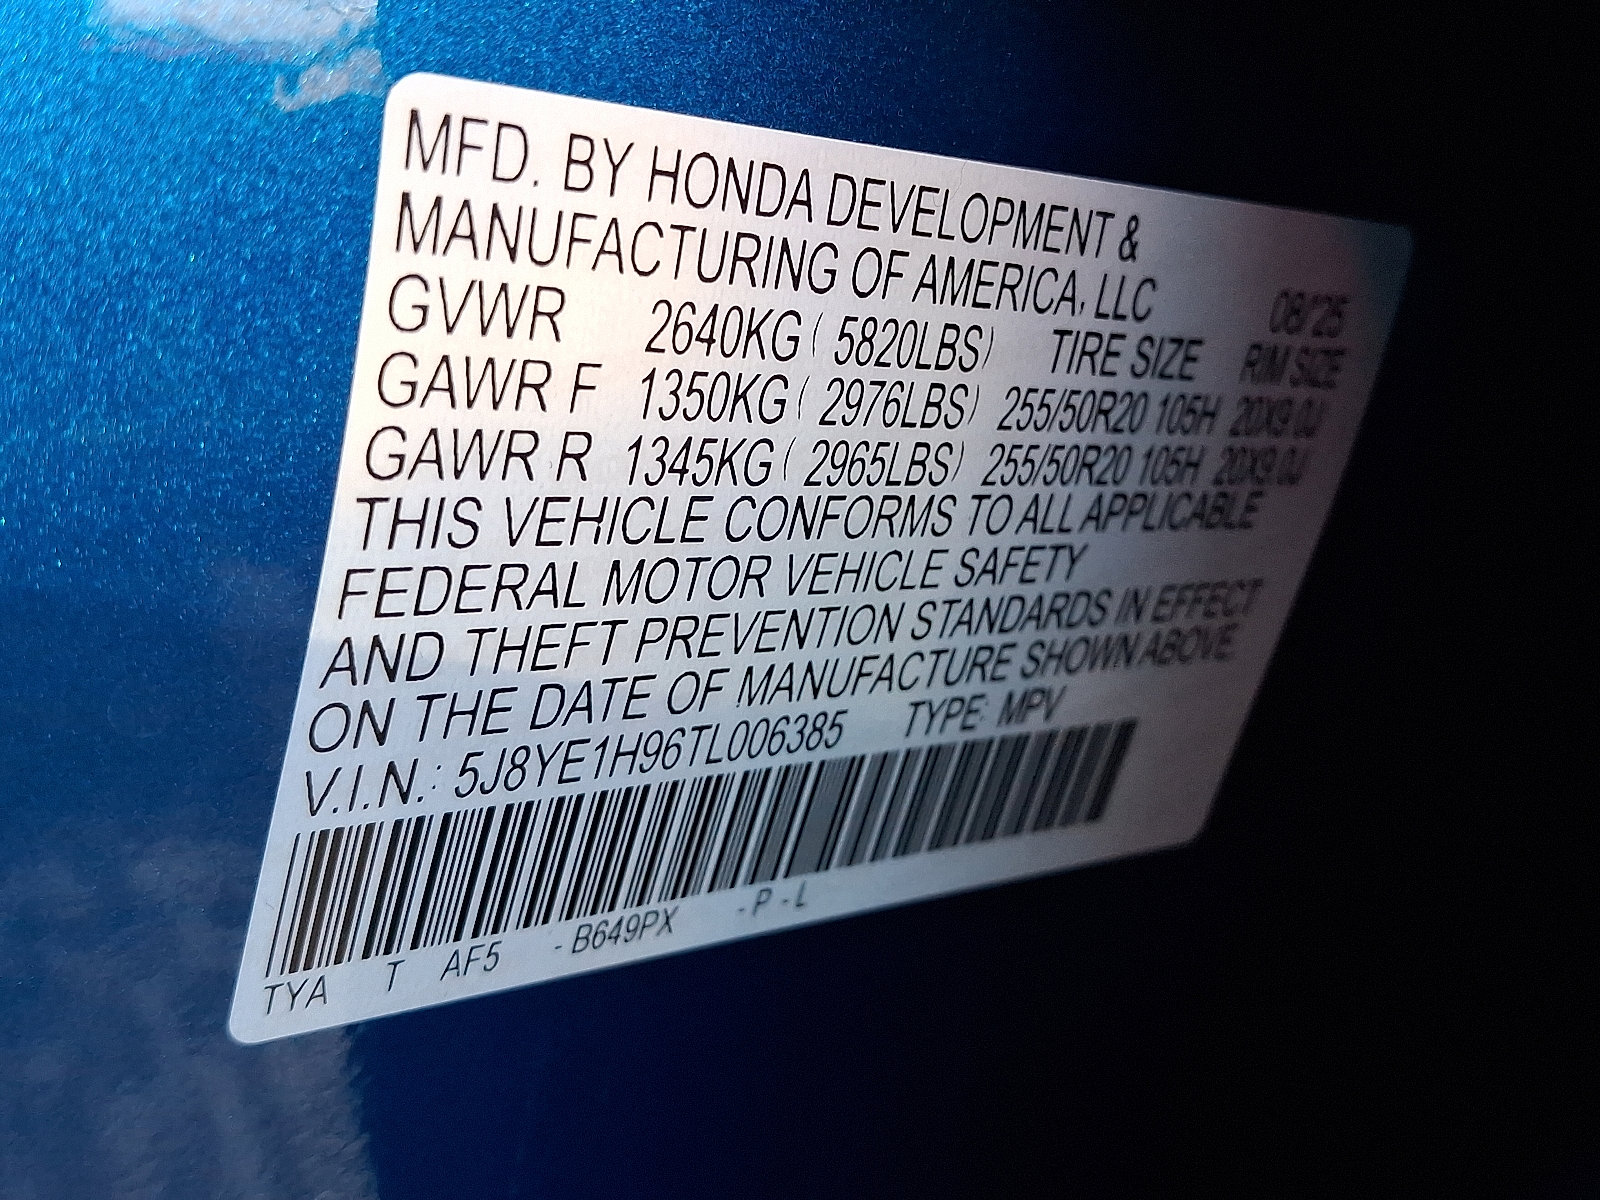 MFD. BY HONDA DEVELOPMENT &
MANUFACTURING OF AMERICA, LLC 08/25
GVWR 2640KG ( 5820LBS) TIRE SIZE RIM SIZE
GAWR F 1350KG ( 2976LBS) 255/50R20 105H 20X9.0J
GAWR R 1345KG ( 2965LBS) 255/50R20 105H 20X9.0J
THIS VEHICLE CONFORMS TO ALL APPLICABLE
FEDERAL MOTOR VEHICLE SAFETY
AND THEFT PREVENTION STANDARDS IN EFFECT
ON THE DATE OF MANUFACTURE SHOWN ABOVE
V.I.N.: 5J8YE1H96TL006385 TYPE: MPV
TYA T AF5 - B649PX - P - L